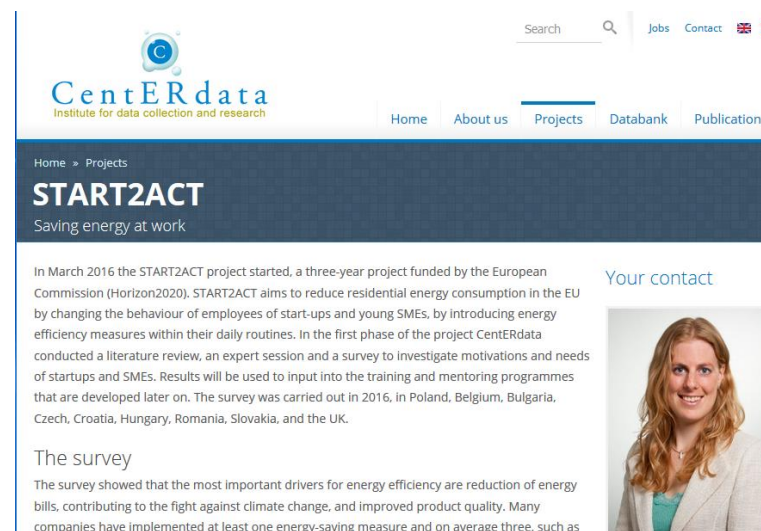 Search
Jobs Contact
C
CentERdata
Institute for data collection and research
Home About us Projects Databank Publication
Home » Projects
START2ACT
Saving energy at work
In March 2016 the START2ACT project started, a three-year project funded by the European
Commission (Horizon2020). START2ACT aims to reduce residential energy consumption in the EU
by changing the behaviour of employees of start-ups and young SMEs, by introducing energy
efficiency measures within their daily routines. In the first phase of the project CentERdata
conducted a literature review, an expert session and a survey to investigate motivations and needs
of startups and SMEs. Results will be used to input into the training and mentoring programmes
that are developed later on. The survey was carried out in 2016, in Poland, Belgium, Bulgaria,
Czech, Croatia, Hungary, Romania, Slovakia, and the UK.
The survey
The survey showed that the most important drivers for energy efficiency are reduction of energy
bills, contributing to the fight against climate change, and improved product quality. Many
companies have implemented at least one energy-saving measure and on average three, such as
Your contact